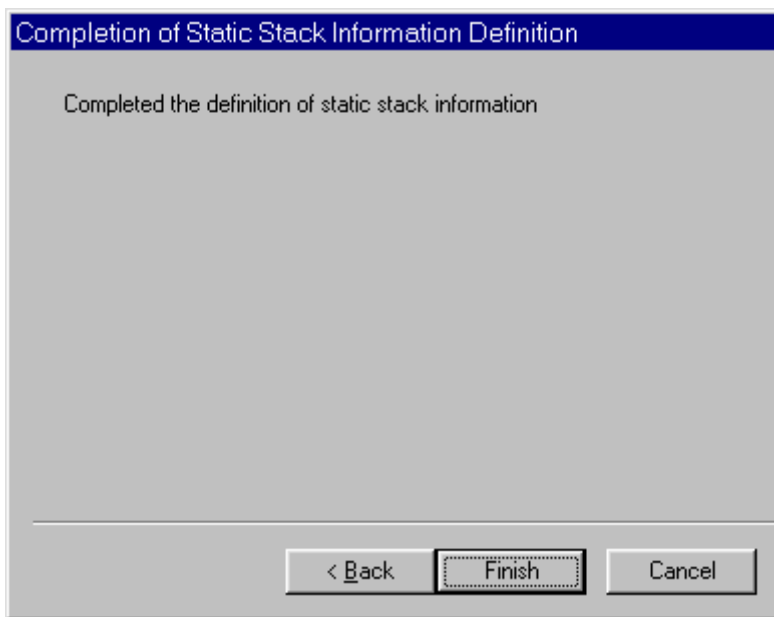 Completion of Static Stack Information Definition
Completed the definition of static stack information
< Back Finish Cancel